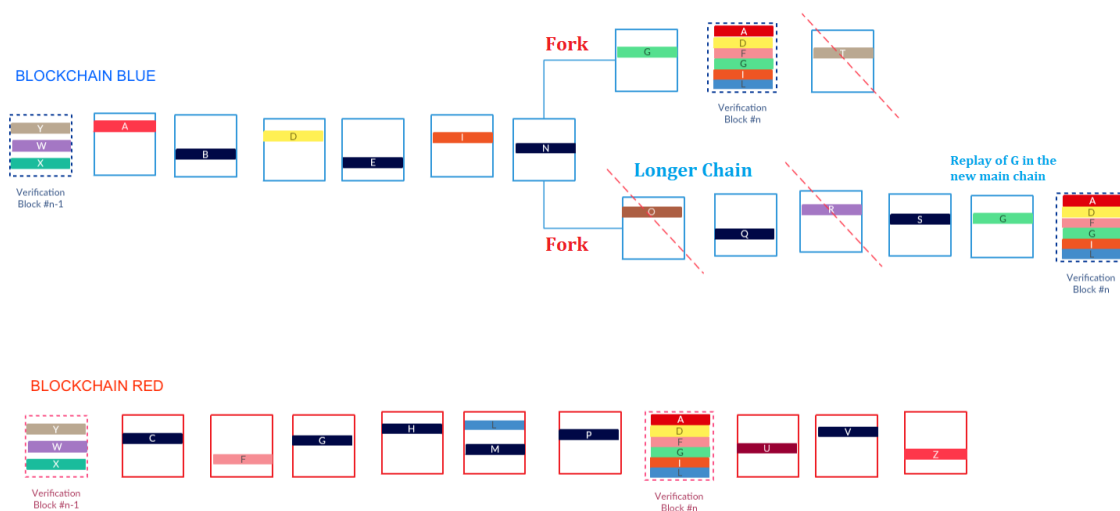 Fork
G
A
D
F
G
I
L
T
Verification
Block #n
BLOCKCHAIN BLUE
Y
W
X
Verification
Block #n-1
A
B
D
E
I
N
Longer Chain
Replay of G in the
new main chain
Fork
O
Q
R
S
G
A
D
F
G
I
L
Verification
Block #n
BLOCKCHAIN RED
Y
W
X
Verification
Block #n-1
C
F
G
H
L
M
P
A
D
F
G
I
L
Verification
Block #n
U
V
Z